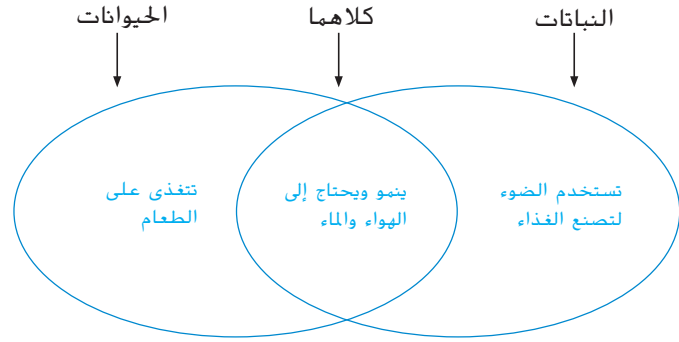 النباتات
كلاهما
الحيوانات
تستخدم الضوء
لتصنع الغذاء
ينمو ويحتاج إلى
الهواء والماء
تتغذى على
الطعام